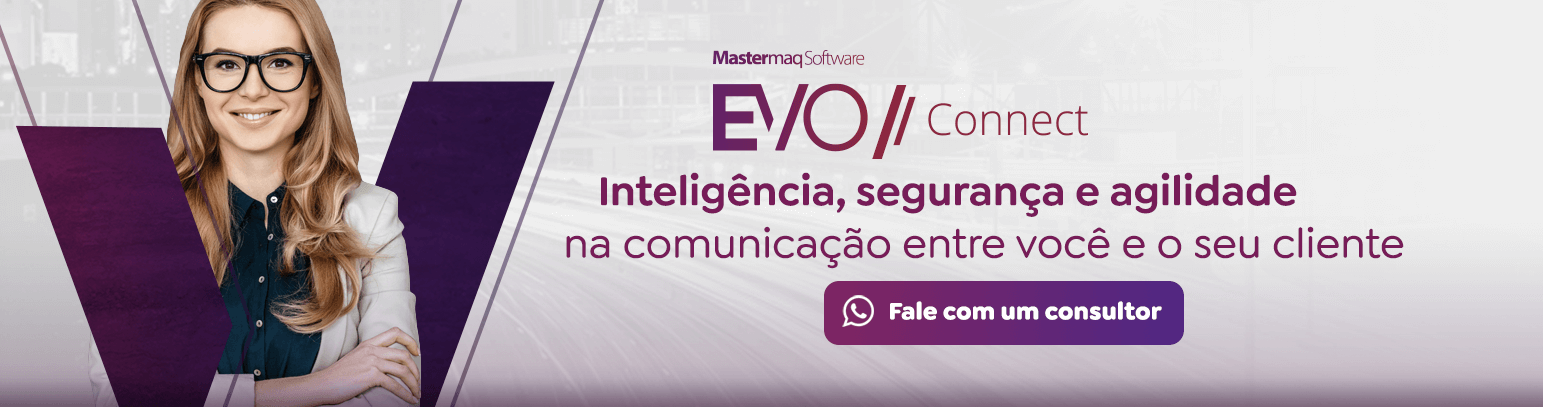 Mastermaq Software
EVO// Connect
Inteligência, segurança e agilidade
na comunicação entre você e o seu cliente
Fale com um consultor